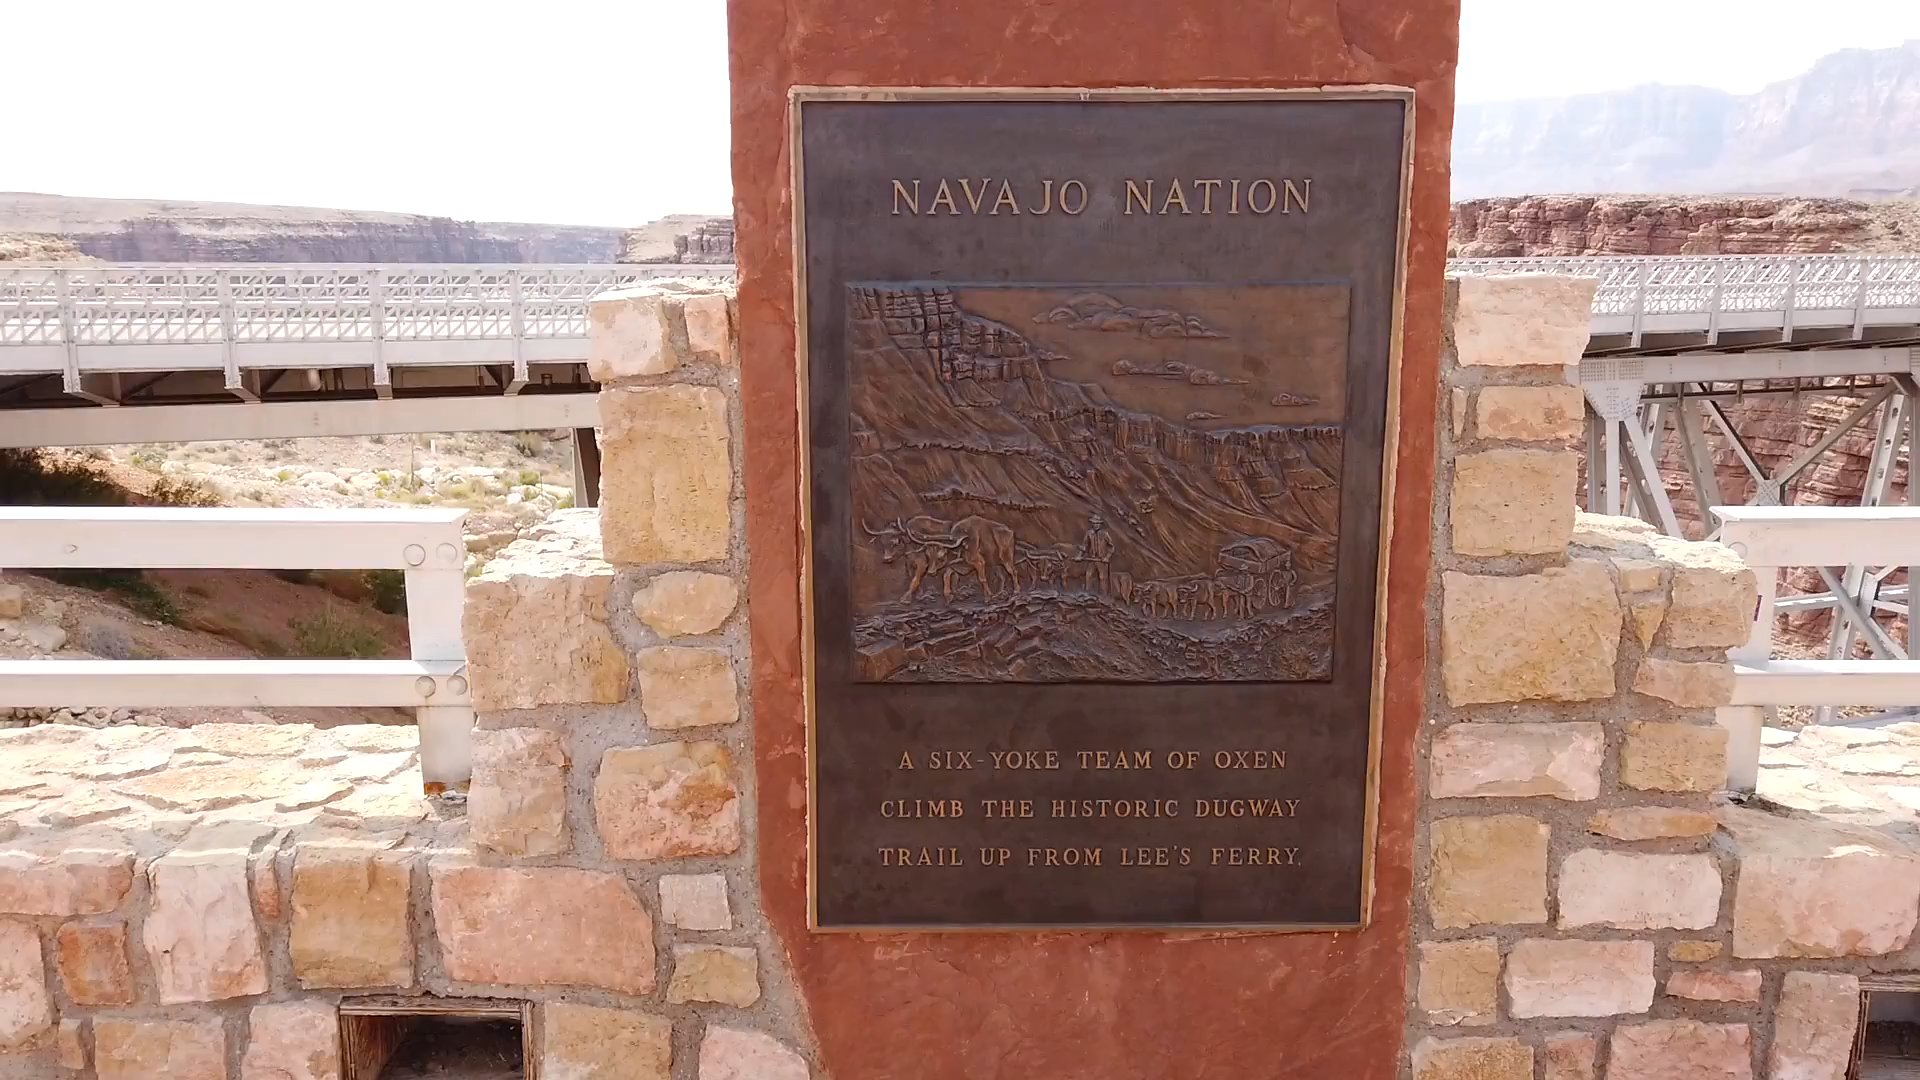 NAVAJO NATION
A SIX-YOKE TEAM OF OXEN
CLIMB THE HISTORIC DUGWAY
TRAIL UP FROM LEE'S FERRY.